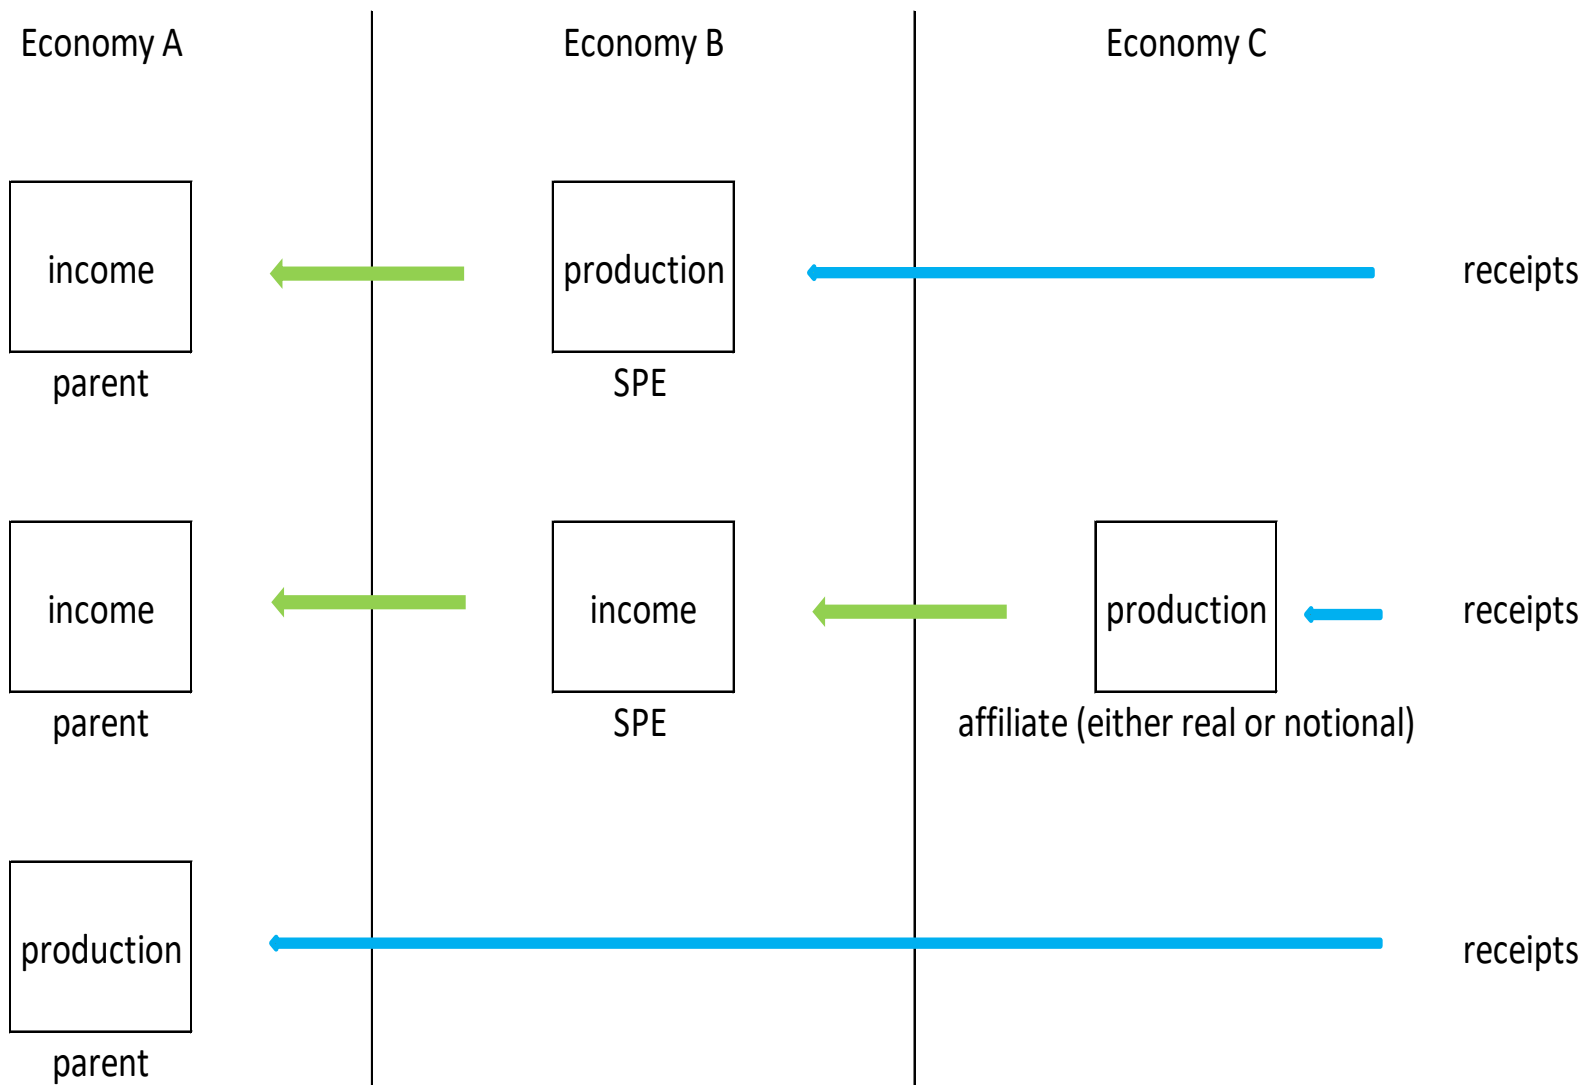 Economy A
Economy B
Economy C
income
production
receipts
parent
SPE
income
income
production
receipts
parent
SPE
affiliate (either real or notional)
production
receipts
parent